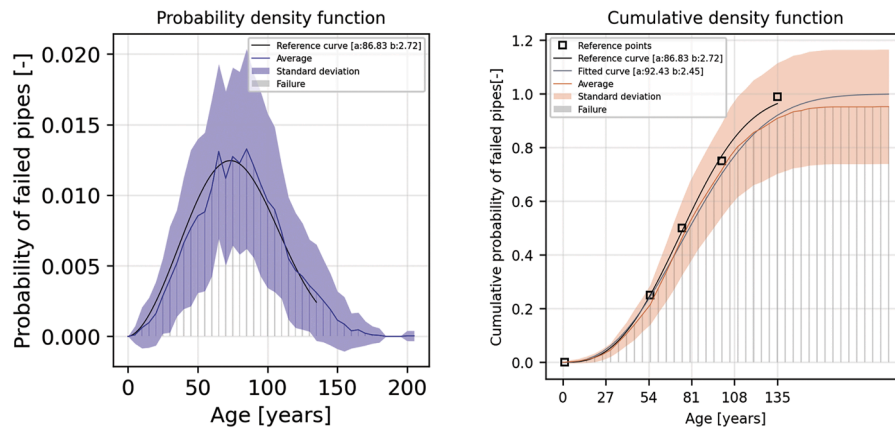 Probability density function
Reference curve [a:86.83 b:2.72]
Average
Standard deviation
Failure
Probability of failed pipes [-]
0.020
0.015
0.010
0.005
0.000
0
50
100
150
200
Age [years]
Cumulative density function
Reference points
Reference curve [a:86.83 b:2.72]
Fitted curve [a:92.43 b:2.45]
Average
Standard deviation
Failure
Cumulative probability of failed pipes[-]
1.2
1.0
0.8
0.6
0.4
0.2
0.0
0
27
54
81
108
135
Age [years]